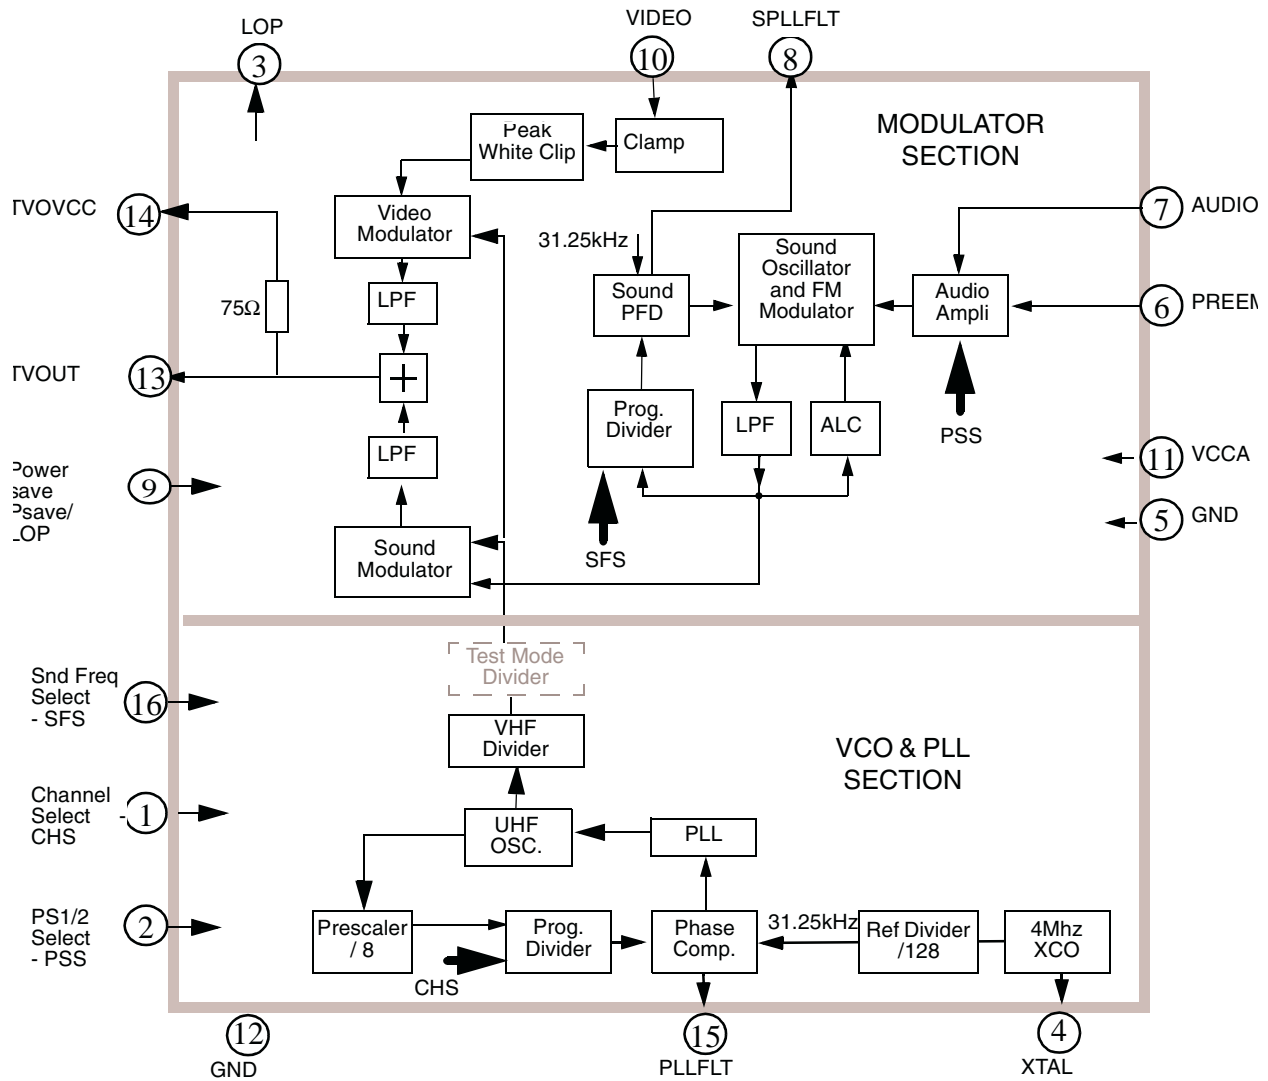 LOP
VIDEO
SPLLFLT
3
10
8
Peak
White Clip
Clamp
MODULATOR
SECTION
TVOVCC
14
Video
Modulator
7
AUDIO
31.25kHz
Sound
Oscillator
and FM
Modulator
Sound
PFD
Audio
Ampli
6
PREEM
75Ω
LPF
TVOUT
13
+
Prog.
Divider
LPF
ALC
PSS
LPF
11
VCCA
Power
save
Psave/
LOP
9
5
GND
Sound
Modulator
SFS
Snd Freq
Select
- SFS
16
Test Mode
Divider
VHF
Divider
VCO & PLL
SECTION
Channel
Select -
CHS
1
UHF
OSC.
PLL
PS1/2
Select
- PSS
2
Prescaler
/ 8
Prog.
Divider
Phase
Comp.
31.25kHz
Ref Divider
/128
4Mhz
XCO
CHS
12
GND
15
PLLFLT
4
XTAL